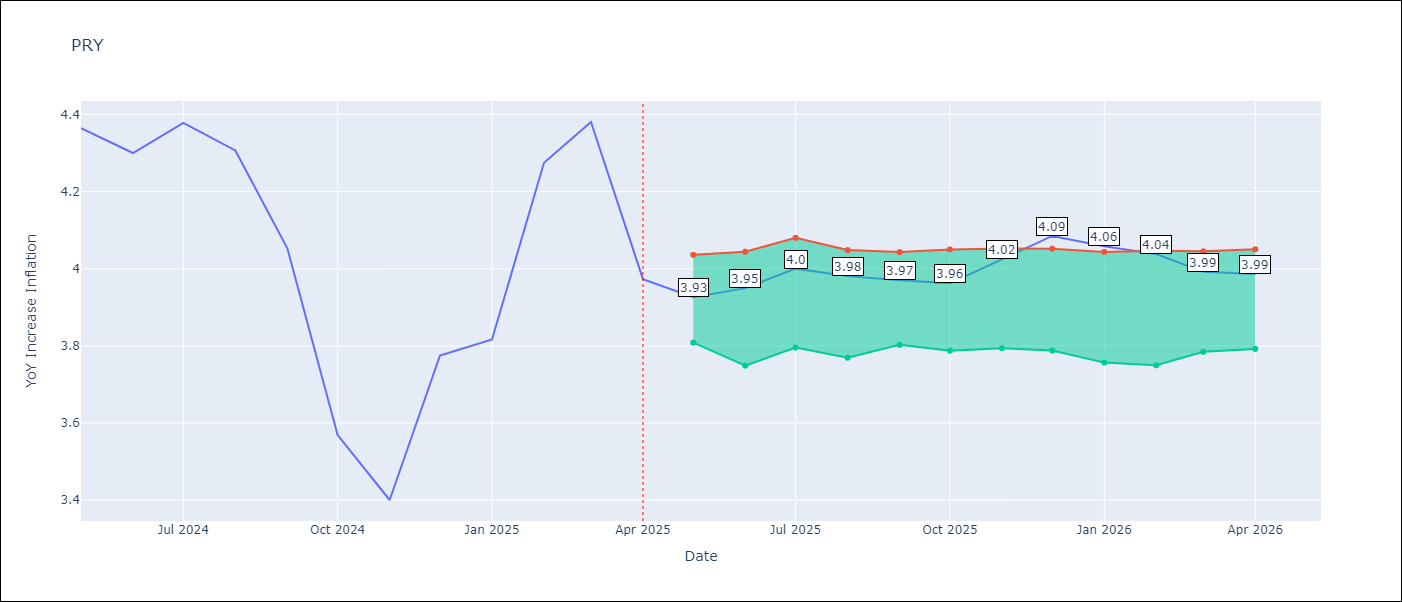 PRY
YoY Increase Inflation
4.4
4.2
4
3.8
3.6
3.4
3.93
3.95
4.0
3.98
3.97
3.96
4.02
4.09
4.06
4.04
3.99
3.99
Jul 2024
Oct 2024
Jan 2025
Apr 2025
Jul 2025
Oct 2025
Jan 2026
Apr 2026
Date